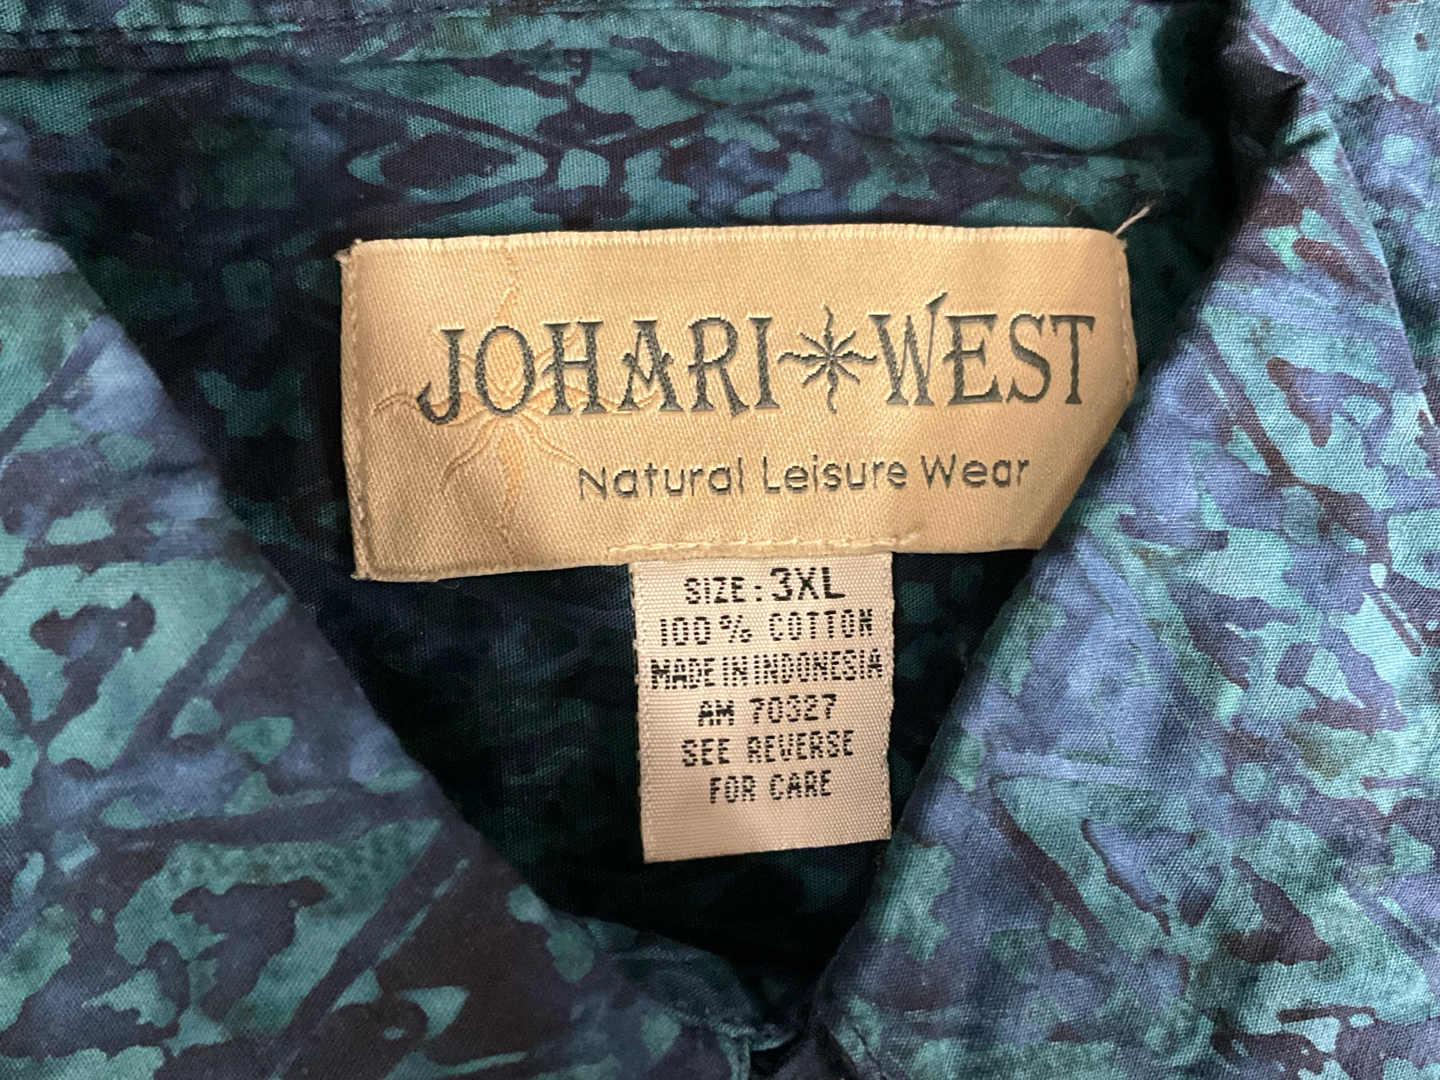 JOHARI WEST
Natural Leisure Wear
SIZE: 3XL
100% COTTON
MADE IN INDONESIA
AM 70327
SEE REVERSE
FOR CARE